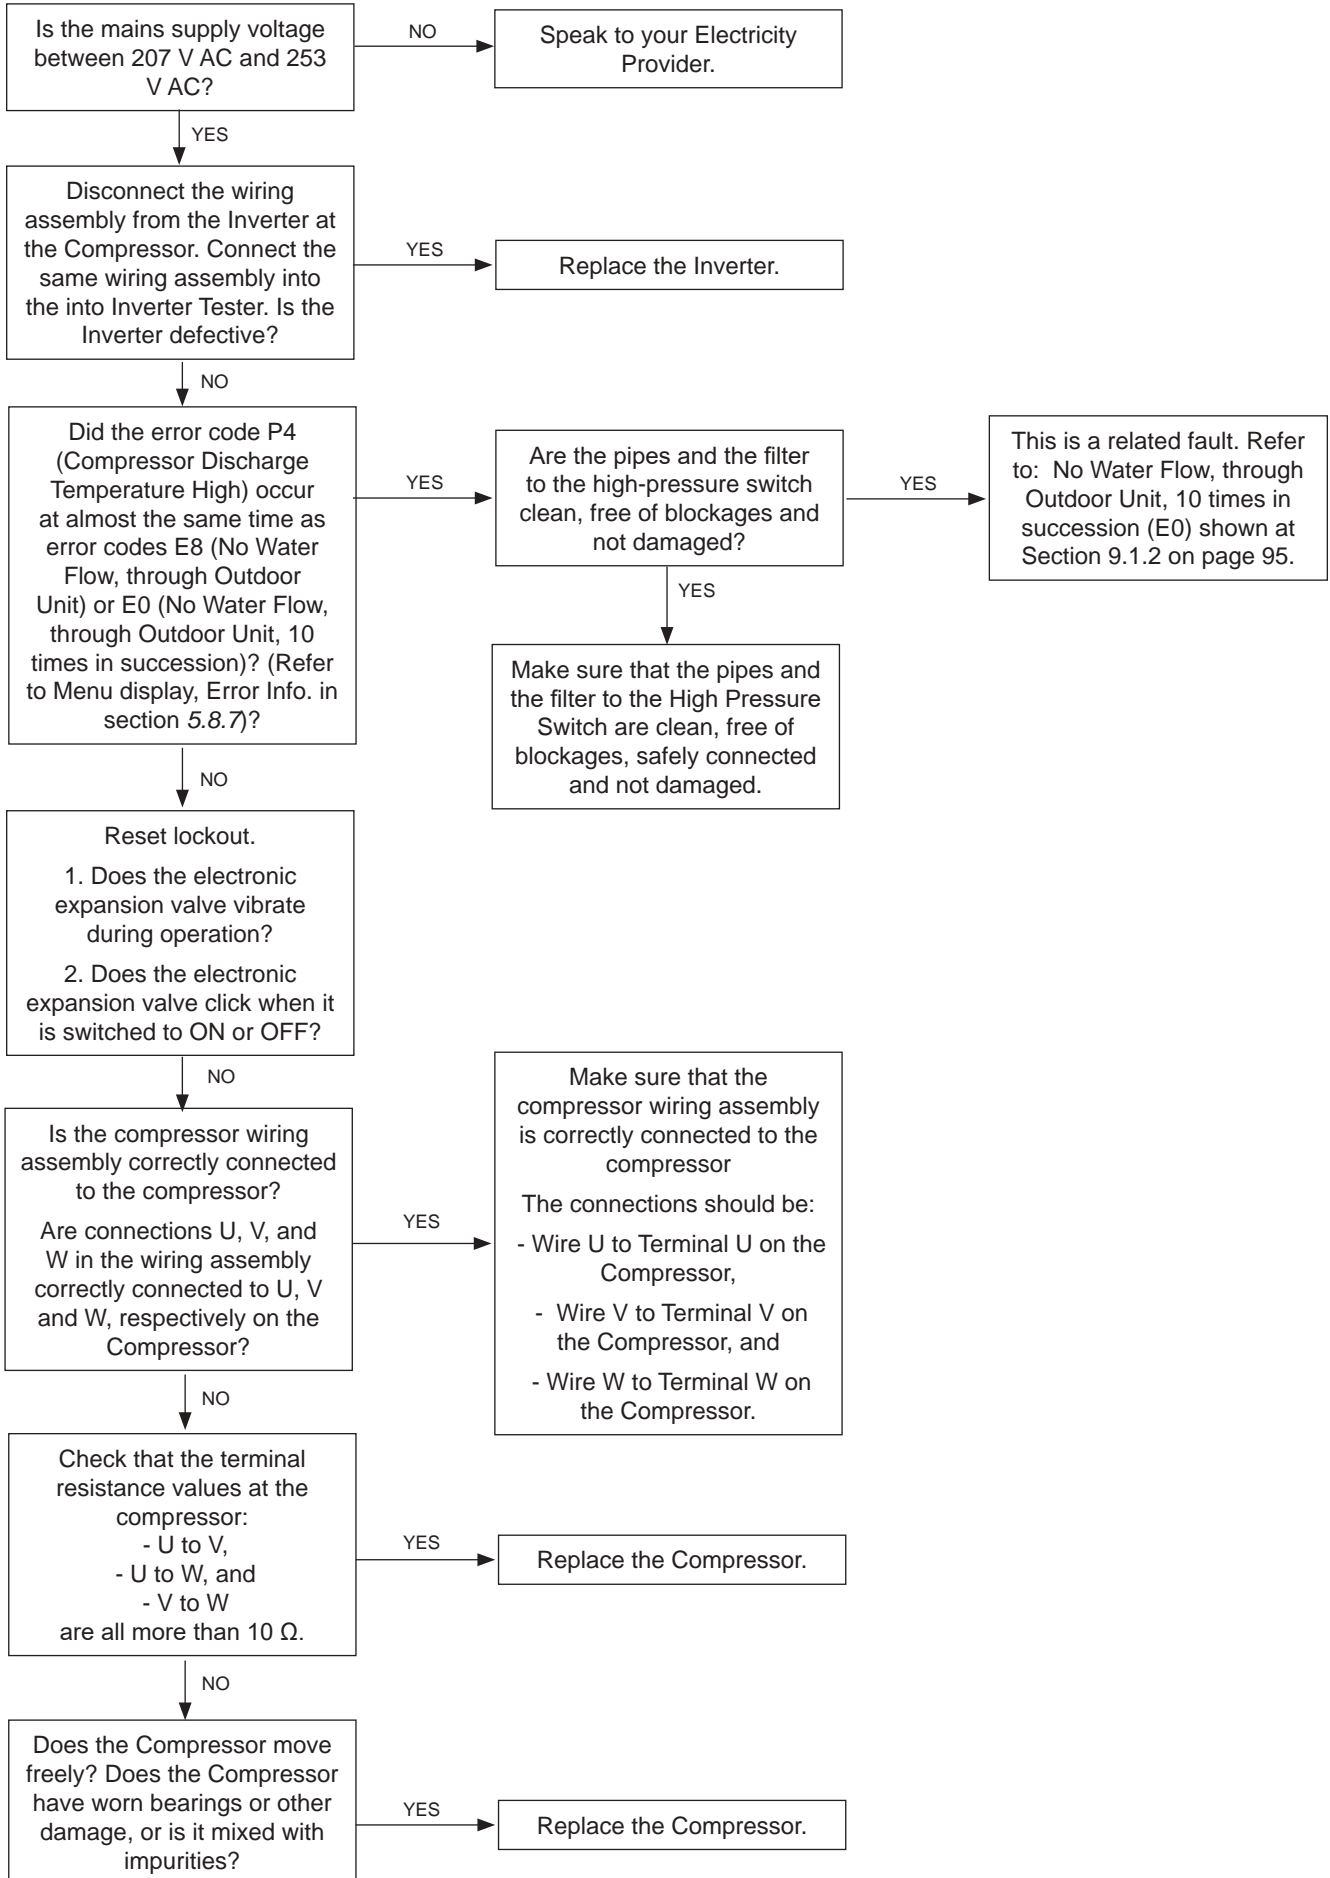 Is the mains supply voltage
between 207 V AC and 253
V AC?
NO
Speak to your Electricity
Provider.
YES
Disconnect the wiring
assembly from the Inverter at
the Compressor. Connect the
same wiring assembly into
the into Inverter Tester. Is the
Inverter defective?
YES
Replace the Inverter.
NO
Did the error code P4
(Compressor Discharge
Temperature High) occur
at almost the same time as
error codes E8 (No Water
Flow, through Outdoor
Unit) or E0 (No Water Flow,
through Outdoor Unit, 10
times in succession)? (Refer
to Menu display, Error Info. in
section 5.8.7)?
YES
Are the pipes and the filter
to the high-pressure switch
clean, free of blockages and
not damaged?
YES
This is a related fault. Refer
to: No Water Flow, through
Outdoor Unit, 10 times in
succession (E0) shown at
Section 9.1.2 on page 95.
YES
Make sure that the pipes and
the filter to the High Pressure
Switch are clean, free of
blockages, safely connected
and not damaged.
NO
Reset lockout.
1. Does the electronic
expansion valve vibrate
during operation?
2. Does the electronic
expansion valve click when it
is switched to ON or OFF?
NO
Is the compressor wiring
assembly correctly connected
to the compressor?
Are connections U, V, and
W in the wiring assembly
correctly connected to U, V
and W, respectively on the
Compressor?
YES
Make sure that the
compressor wiring assembly
is correctly connected to the
compressor
The connections should be:
- Wire U to Terminal U on the
Compressor,
- Wire V to Terminal V on
the Compressor, and
- Wire W to Terminal W on
the Compressor.
NO
Check that the terminal
resistance values at the
compressor:
- U to V,
- U to W, and
- V to W
are all more than 10 Ω.
YES
Replace the Compressor.
NO
Does the Compressor move
freely? Does the Compressor
have worn bearings or other
damage, or is it mixed with
impurities?
YES
Replace the Compressor.